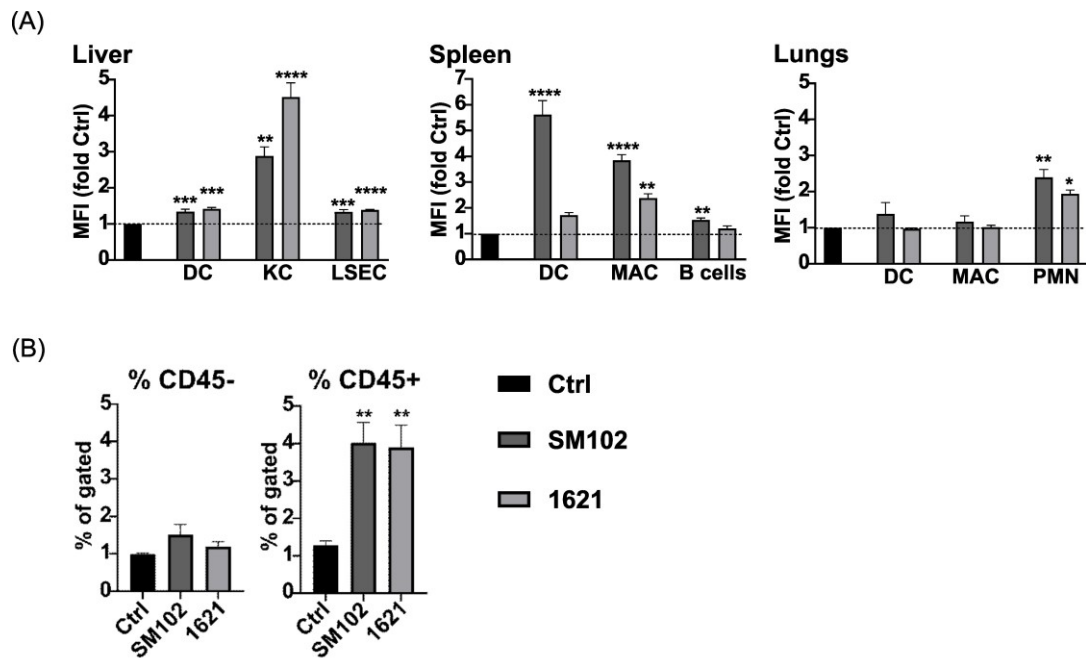 (A)
Liver
MFI (fold Ctrl)
5
4
3
2
1
0
*** *** ** **** *** ****
DC KC LSEC
Spleen
MFI (fold Ctrl)
7
6
5
4
3
2
1
0
**** **** ** **
DC MAC B cells
Lungs
MFI (fold Ctrl)
5
4
3
2
1
0
** *
DC MAC PMN
(B)
% CD45-
% of gated
5
4
3
2
1
0
Ctrl
SM102
1621
% CD45+
% of gated
5
4
3
2
1
0
** **
Ctrl
SM102
1621
Ctrl
SM102
1621